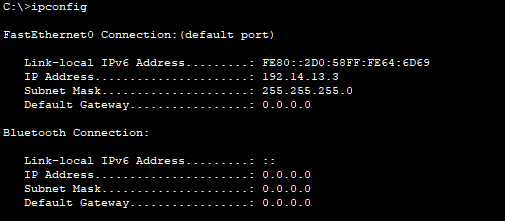 C:\>ipconfig
FastEthernet0 Connection:(default port)
Link-local IPv6 Address.........: FE80::2D0:58FF:FE64:6D69
IP Address......................: 192.14.13.3
Subnet Mask.....................: 255.255.255.0
Default Gateway.................: 0.0.0.0
Bluetooth Connection:
Link-local IPv6 Address.........: ::
IP Address......................: 0.0.0.0
Subnet Mask.....................: 0.0.0.0
Default Gateway.................: 0.0.0.0